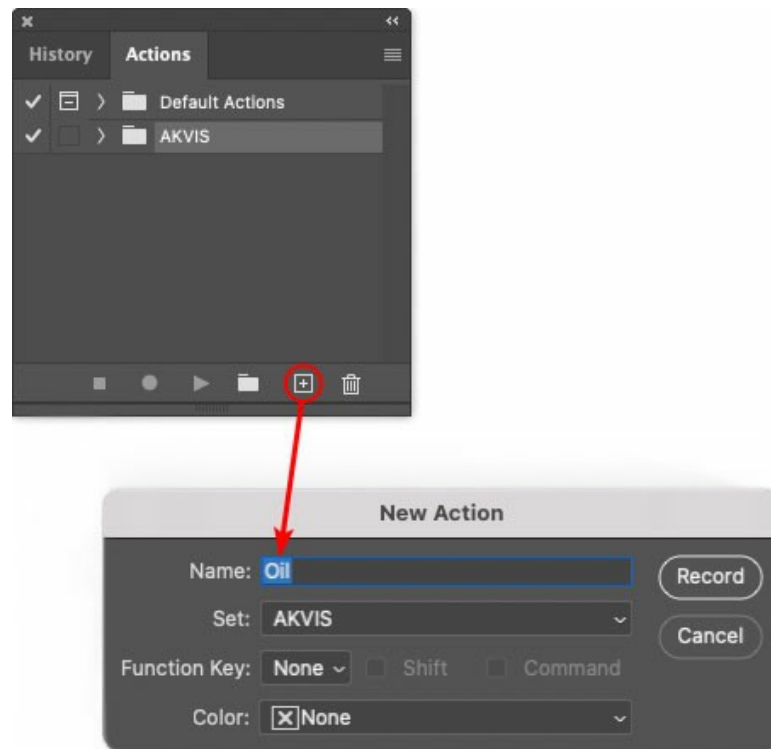 History Actions
Default Actions
AKVIS
New Action
Name: Oil
Record
Set: AKVIS
Cancel
Function Key: None Shift Command
Color: None